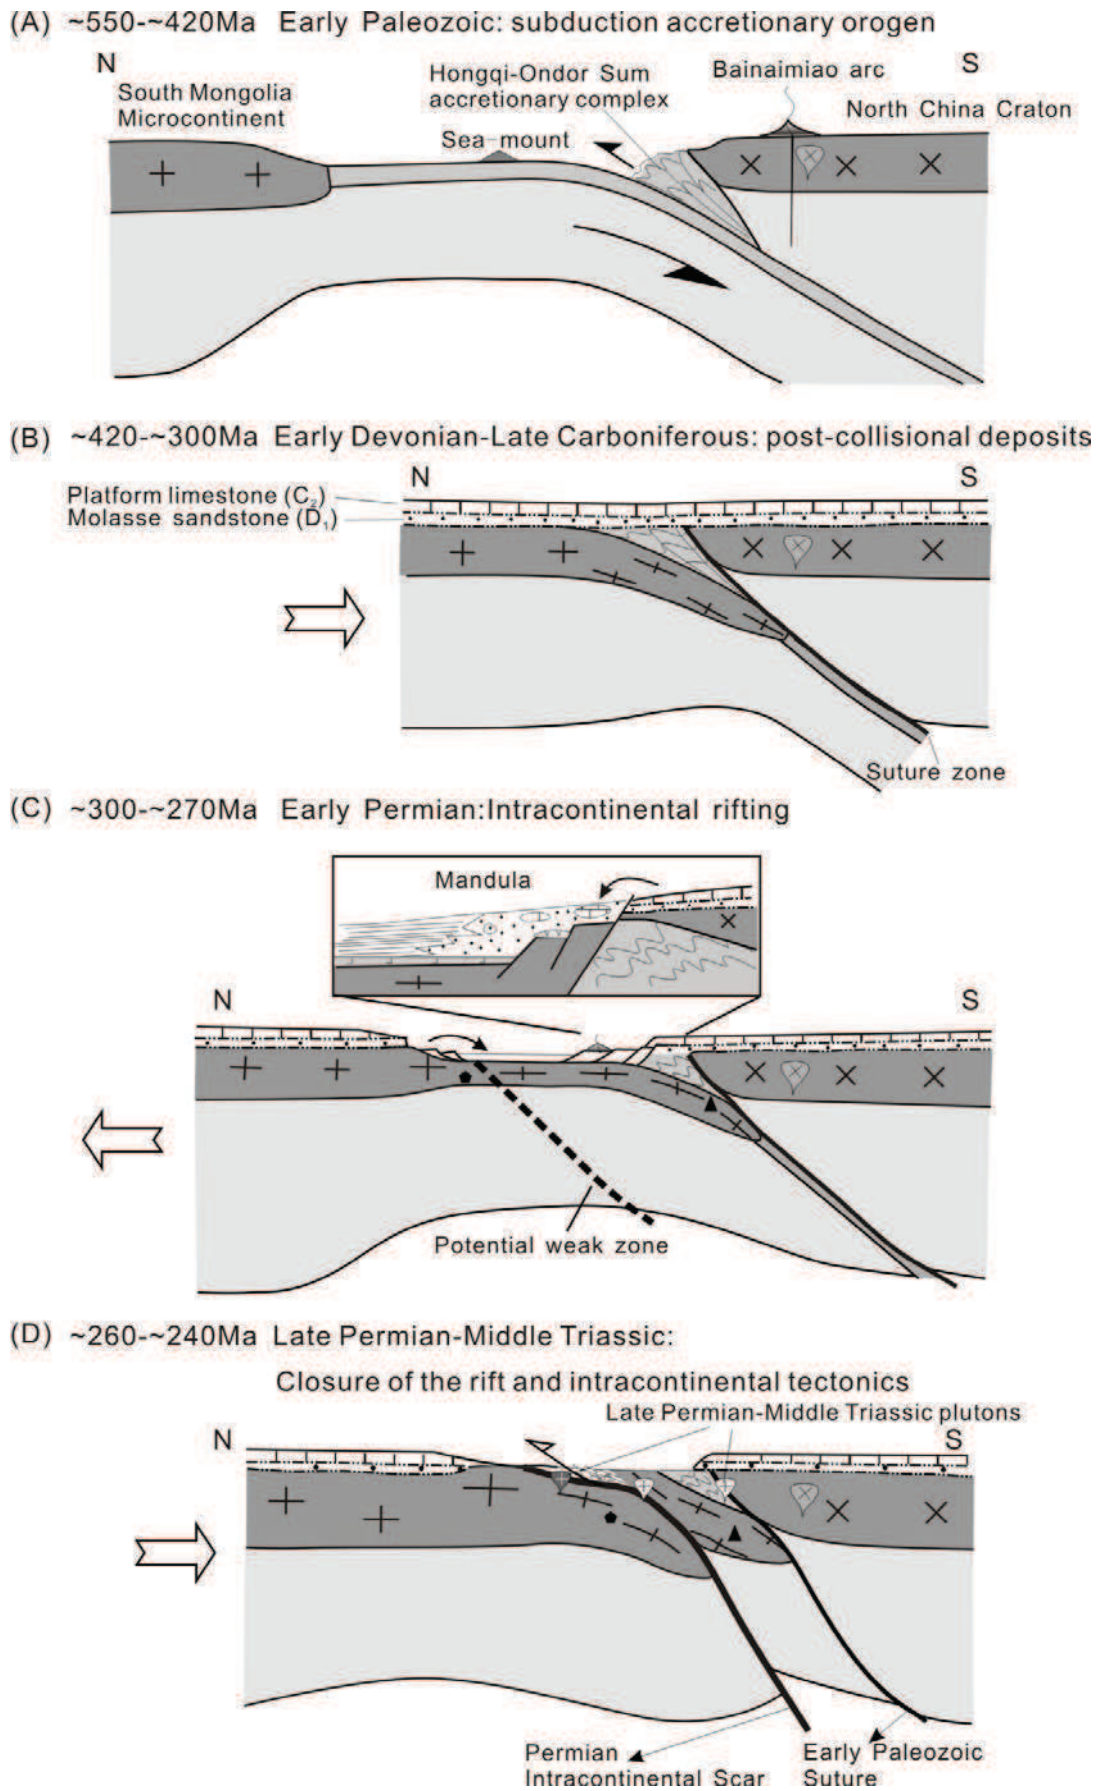 (A) ~550-~420Ma Early Paleozoic: subduction accretionary orogen
N
S
South Mongolia
Microcontinent
Hongqi-Ondor Sum
accretionary complex
Sea-mount
Bainaimiao arc
North China Craton
(B) ~420-~300Ma Early Devonian-Late Carboniferous: post-collisional deposits
N
S
Platform limestone (C₂)
Molasse sandstone (D₁)
Suture zone
(C) ~300-~270Ma Early Permian:Intracontinental rifting
Mandula
N
S
Potential weak zone
(D) ~260-~240Ma Late Permian-Middle Triassic:
Closure of the rift and intracontinental tectonics
Late Permian-Middle Triassic plutons
N
S
Permian
Intracontinental Scar
Early Paleozoic
Suture